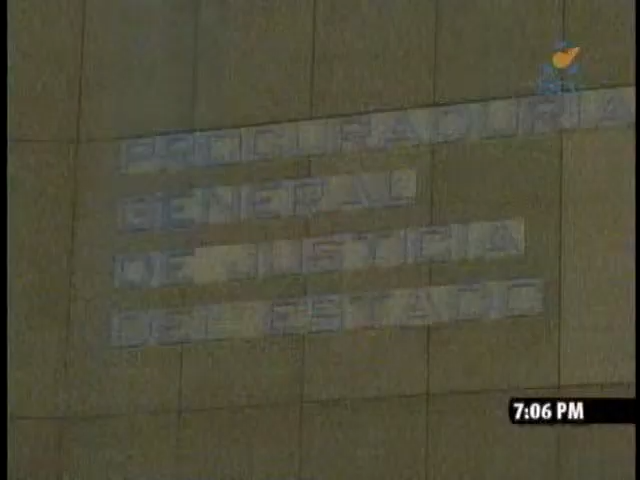 PROCURADURIA
GENERAL
DE JUSTICIA
DEL ESTADO
7:06 PM